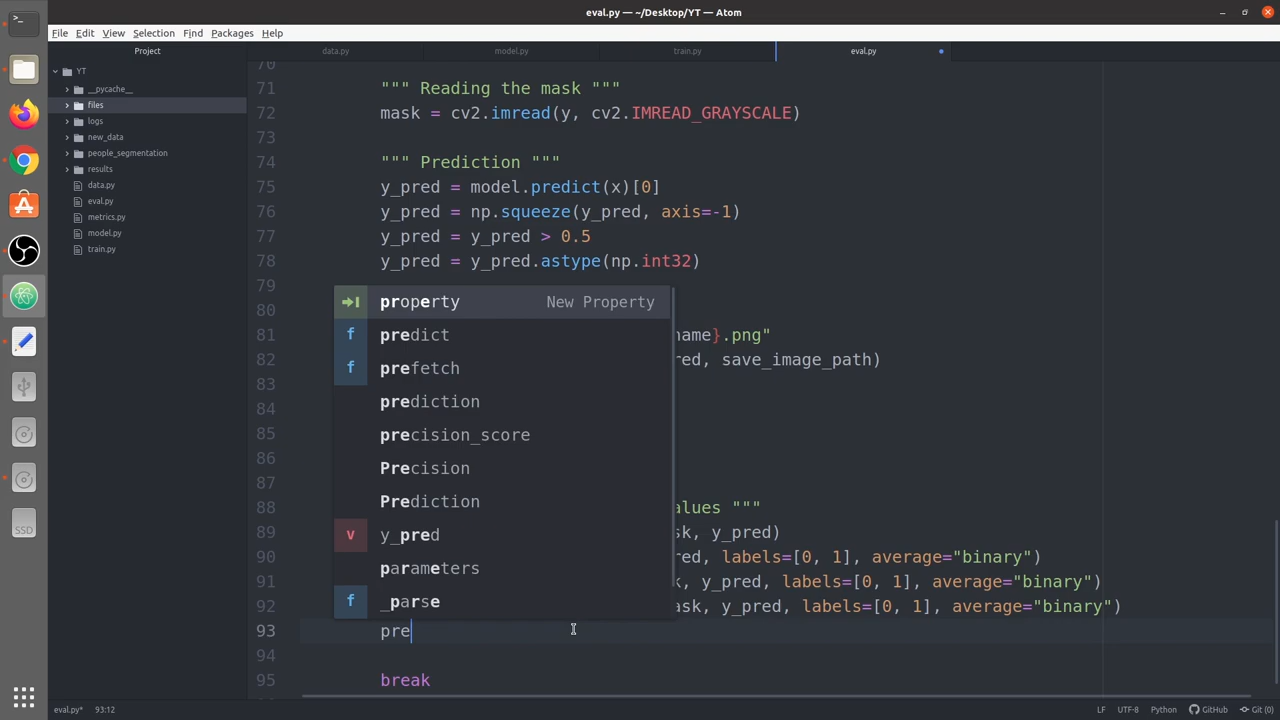 eval.py — ~/Desktop/YT — Atom
File Edit View Selection Find Packages Help
Project
data.py
model.py
train.py
eval.py
YT
__pycache__
files
logs
new_data
people_segmentation
results
data.py
eval.py
metrics.py
model.py
train.py
70
71 """ Reading the mask """
72 mask = cv2.imread(y, cv2.IMREAD_GRAYSCALE)
73
74 """ Prediction """
75 y_pred = model.predict(x)[0]
76 y_pred = np.squeeze(y_pred, axis=-1)
77 y_pred = y_pred > 0.5
78 y_pred = y_pred.astype(np.int32)
79
80
81 name}.png"
82 red, save_image_path)
83
84
85
86
87
88 alues """
89 sk, y_pred)
90 red, labels=[0, 1], average="binary")
91 k, y_pred, labels=[0, 1], average="binary")
92 ask, y_pred, labels=[0, 1], average="binary")
93 pre
94
95 break
property New Property
f predict
f prefetch
prediction
precision_score
Precision
Prediction
v y_pred
parameters
f _parse
SSD
eval.py* 93:12 LF UTF-8 Python GitHub Git (0)